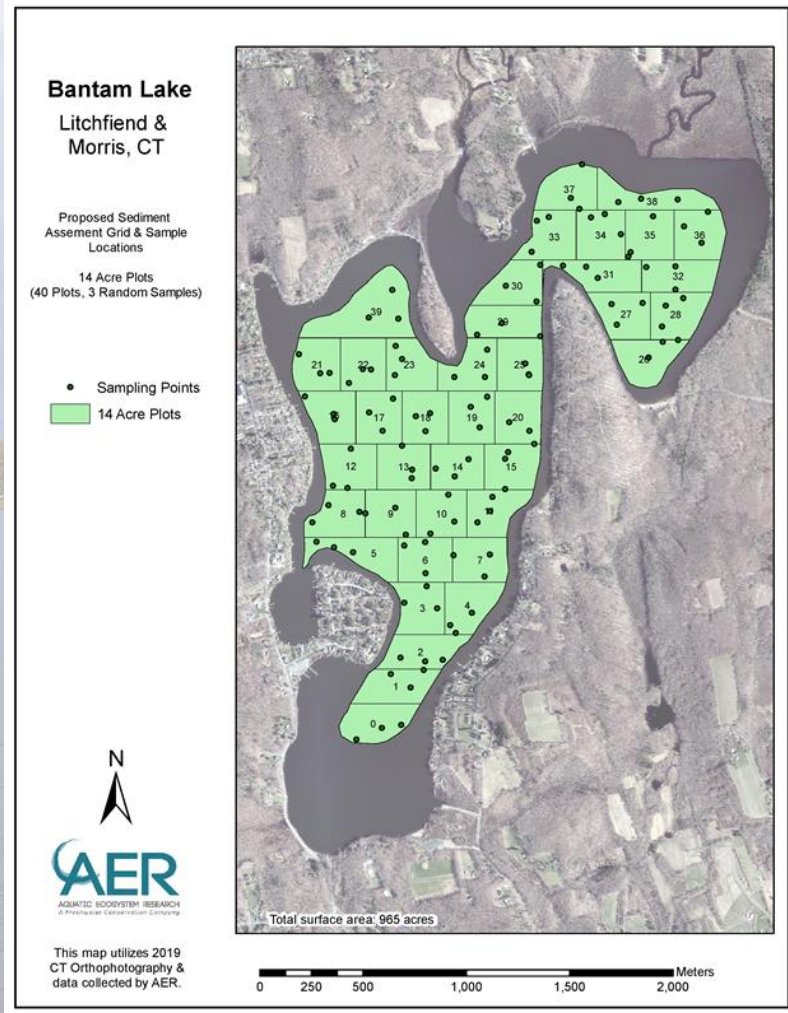 Bantam Lake
Litchfiend &
Morris, CT
Proposed Sediment
Assement Grid & Sample
Locations
14 Acre Plots
(40 Plots, 3 Random Samples)
Sampling Points
14 Acre Plots
N
AER
AQUATIC ECOSYSTEM RESEARCH
A Freshwater Conservation Company
This map utilizes 2019
CT Orthophotography &
data collected by AER.
37
38
33 34 35 36
31 32
30
27 28
29
26
39
21 22 23 24 25
16 17 18 19 20
12 13 14 15
8 9 10 11
5 6 7
3 4
2
1
0
Total surface area: 965 acres
Meters
0 250 500 1,000 1,500 2,000